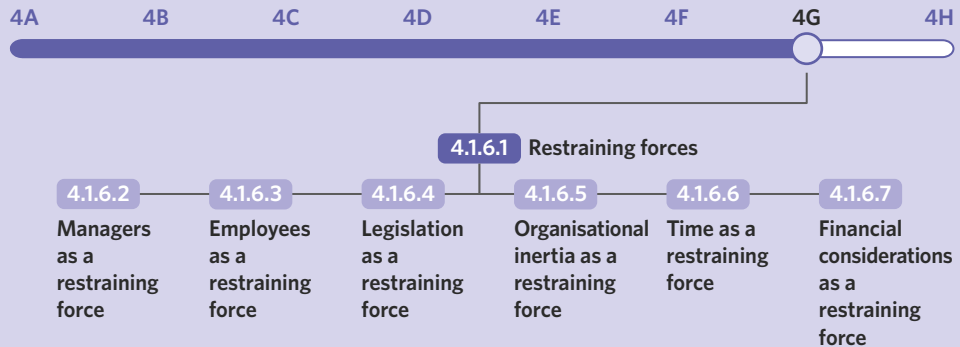 4A 4B 4C 4D 4E 4F 4G 4H
4.1.6.1 Restraining forces
4.1.6.2 4.1.6.3 4.1.6.4 4.1.6.5 4.1.6.6 4.1.6.7
Managers
as a
restraining
force
Employees
as a
restraining
force
Legislation
as a
restraining
force
Organisational
inertia as a
restraining
force
Time as a
restraining
force
Financial
considerations
as a
restraining
force